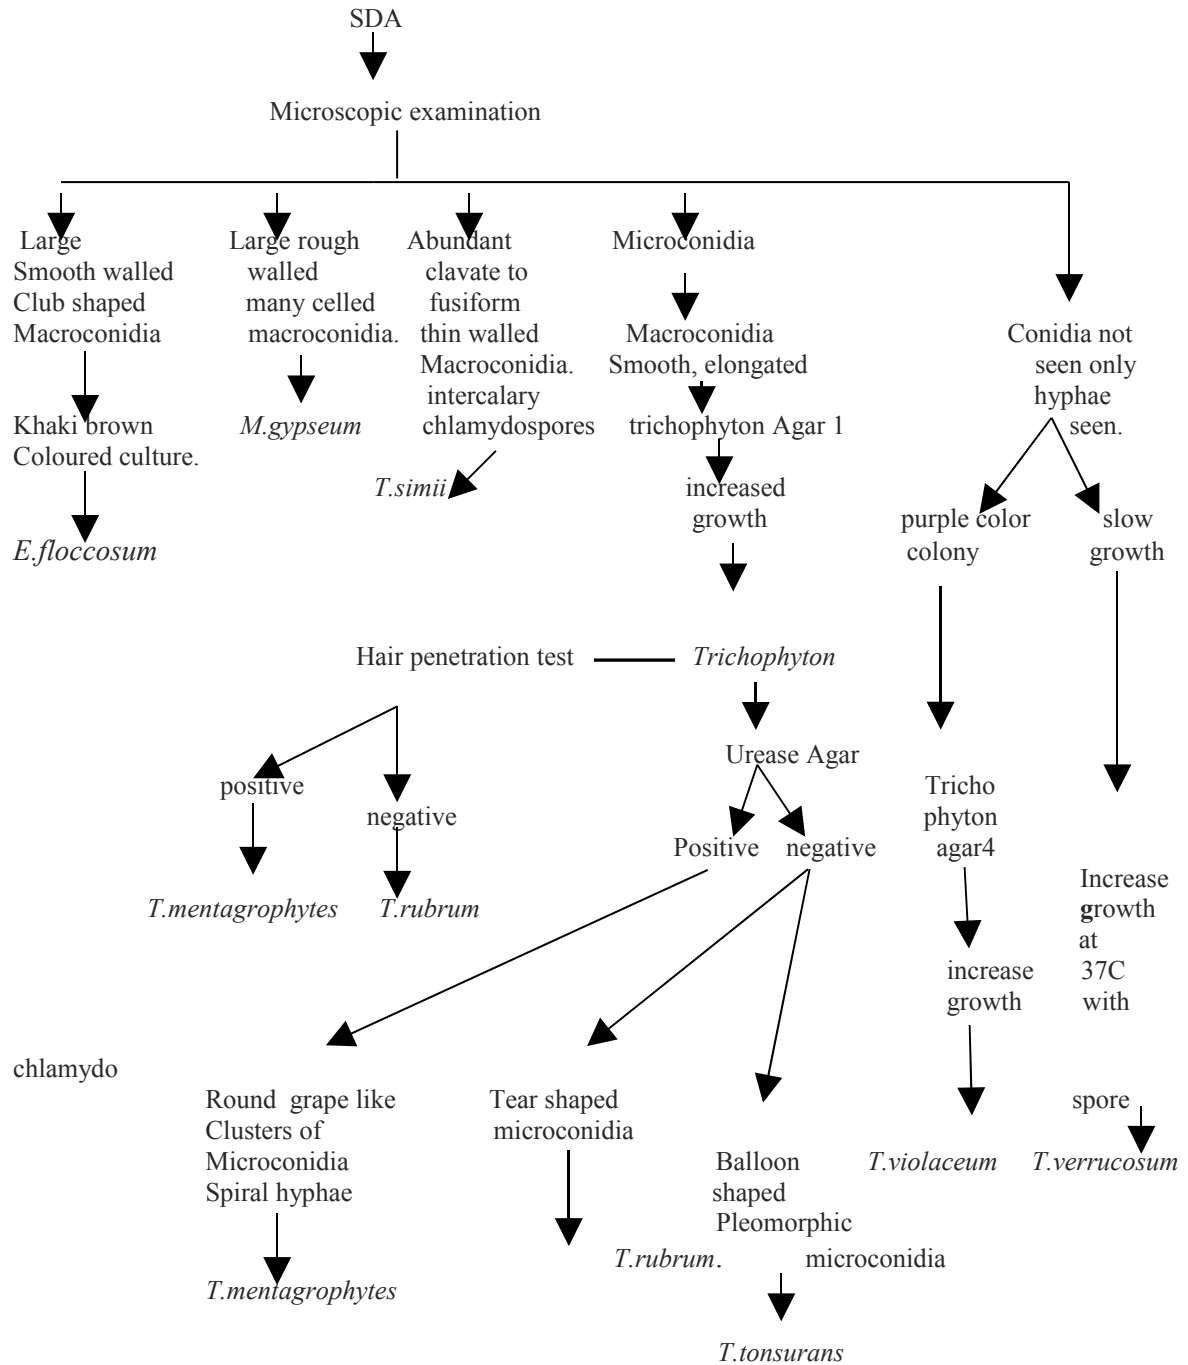 SDA
Microscopic examination
Large
Smooth walled
Club shaped
Macroconidia
Khaki brown
Coloured culture.
E.floccosum
Large rough
walled
many celled
macroconidia.
M.gypseum
Abundant
clavate to
fusiform
thin walled
Macroconidia.
intercalary
chlamydospores
T.simii
Microconidia
Macroconidia
Smooth, elongated
trichophyton Agar 1
increased
growth
Conidia not
seen only
hyphae
seen.
purple color
colony
slow
growth
Hair penetration test
Trichophyton
positive
negative
T.mentagrophytes
T.rubrum
Urease Agar
Positive
negative
Tricho
phyton
agar4
increase
growth
Increase
growth
at
37C
with
chlamydo
spore
Round grape like
Clusters of
Microconidia
Spiral hyphae
T.mentagrophytes
Tear shaped
microconidia
T.rubrum.
Balloon
shaped
Pleomorphic
microconidia
T.tonsurans
T.violaceum
T.verrucosum